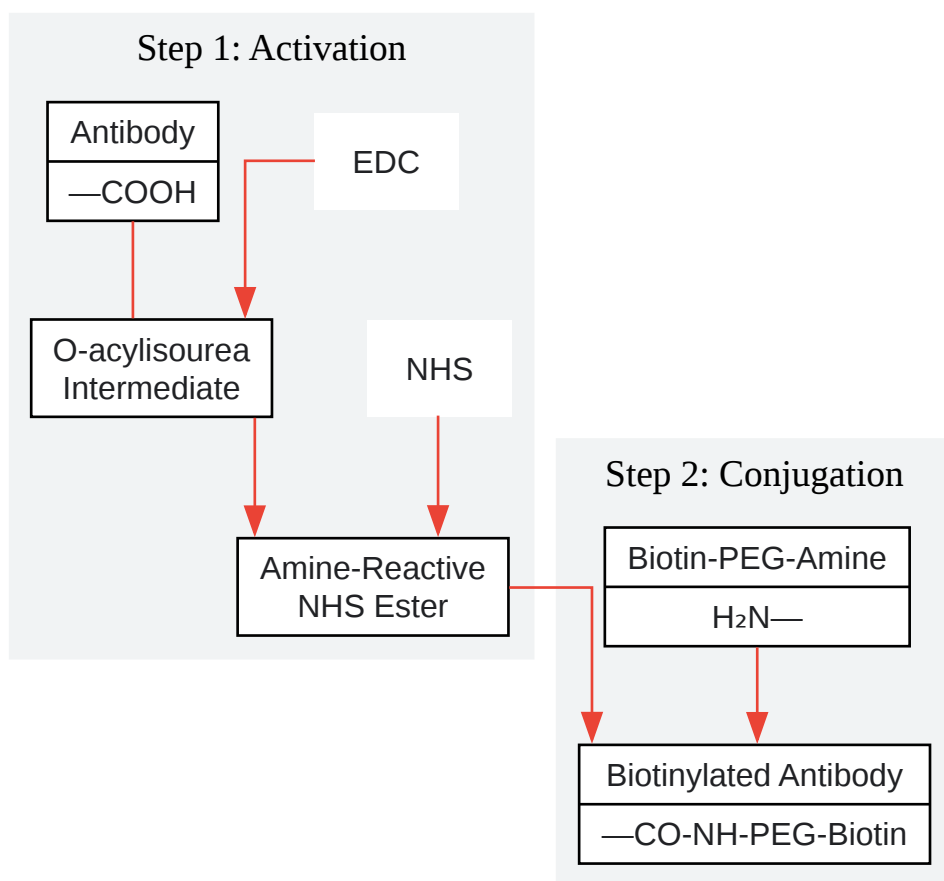 Step 1: Activation
Antibody
—COOH
EDC
O-acylisourea
Intermediate
NHS
Amine-Reactive
NHS Ester
Step 2: Conjugation
Biotin-PEG-Amine
H₂N—
Biotinylated Antibody
—CO-NH-PEG-Biotin